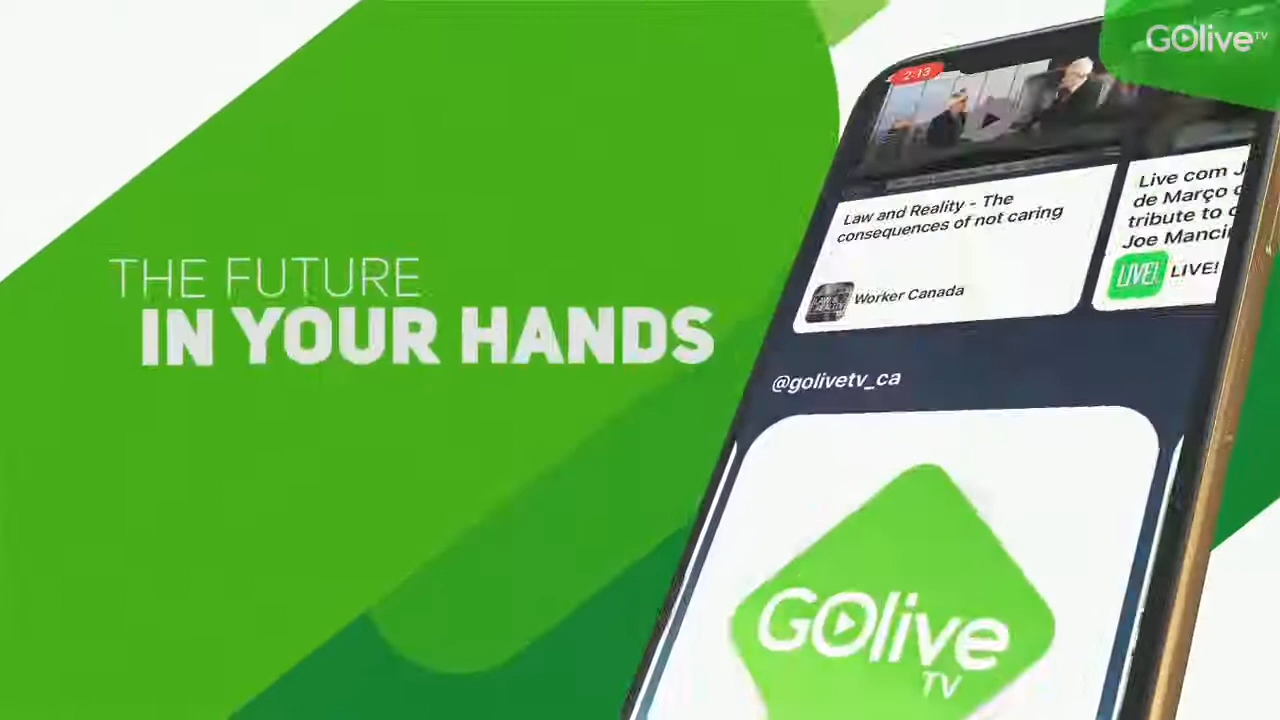 GOlive TV
2:13
THE FUTURE
IN YOUR HANDS
Law and Reality - The
consequences of not caring
Worker Canada
Live com J
de Março
tribute to
Joe Manci
LIVE! LIVE!
@golivetv_ca
GOlive
TV